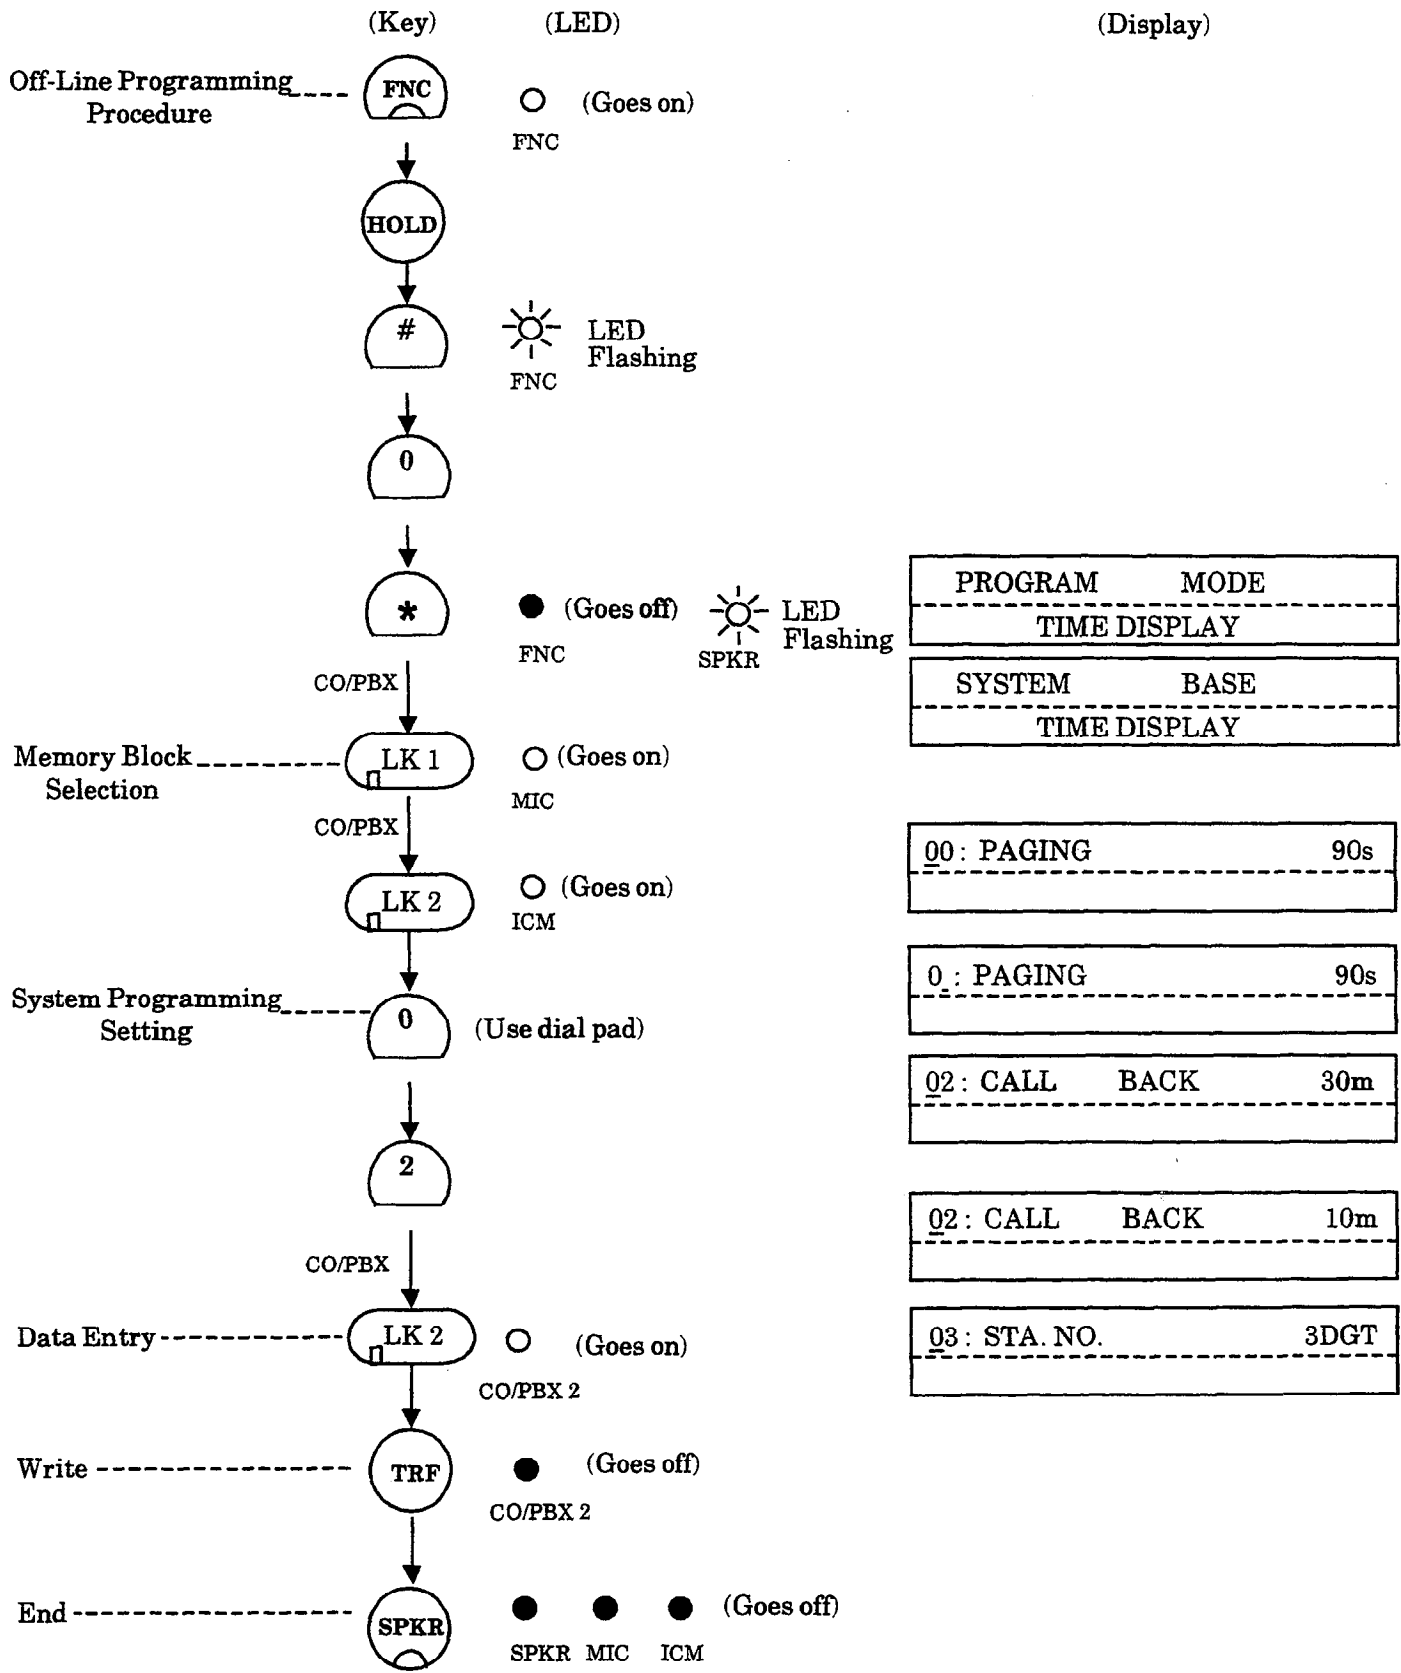 (Key) (LED) (Display)
Off-Line Programming
Procedure
FNC
(Goes on)
FNC
HOLD
#
LED
Flashing
FNC
0
*
(Goes off)
FNC
LED
Flashing
SPKR
PROGRAM MODE
TIME DISPLAY
CO/PBX
SYSTEM BASE
TIME DISPLAY
Memory Block
Selection
LK 1
(Goes on)
MIC
CO/PBX
00: PAGING 90s
LK 2
(Goes on)
ICM
0_: PAGING 90s
System Programming
Setting
0
(Use dial pad)
02: CALL BACK 30m
2
02: CALL BACK 10m
CO/PBX
Data Entry
LK 2
(Goes on)
CO/PBX 2
03: STA. NO. 3DGT
Write
TRF
(Goes off)
CO/PBX 2
End
SPKR
(Goes off)
SPKR MIC ICM